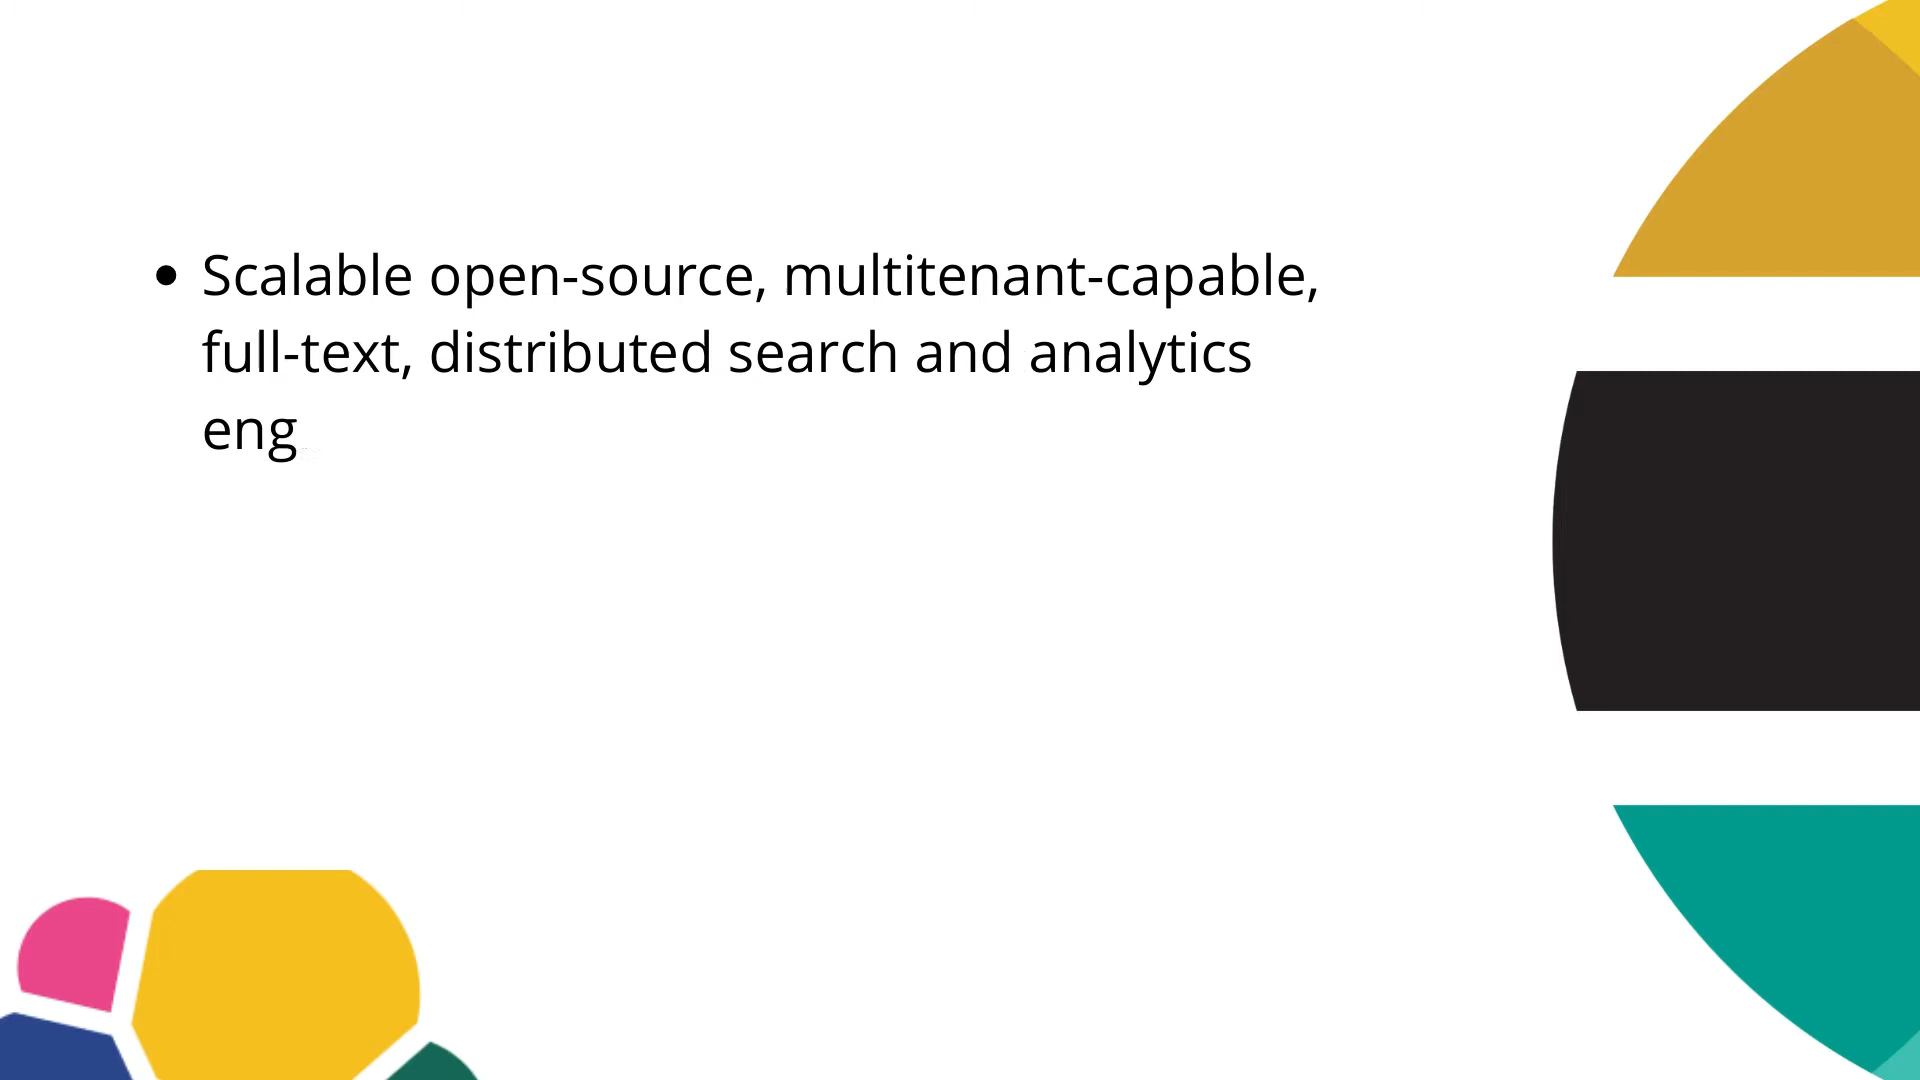 • Scalable open-source, multitenant-capable,
full-text, distributed search and analytics
eng